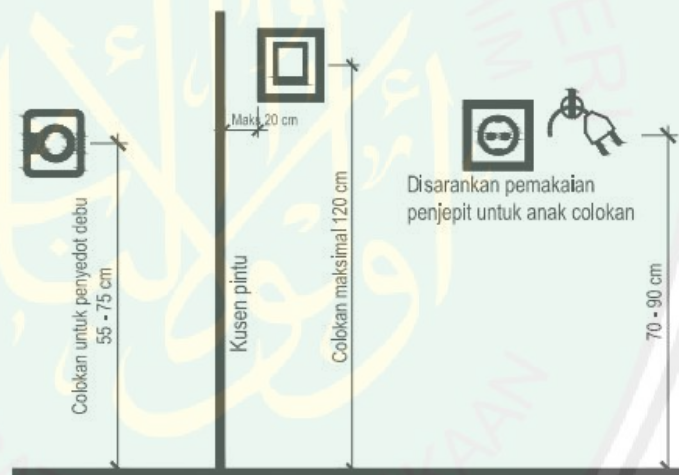 Maks 20 cm
Colokan untuk penyedot debu
55 - 75 cm
Kusen pintu
Colokan maksimal 120 cm
Disarankan pemakaian
penjepit untuk anak colokan
70 - 90 cm